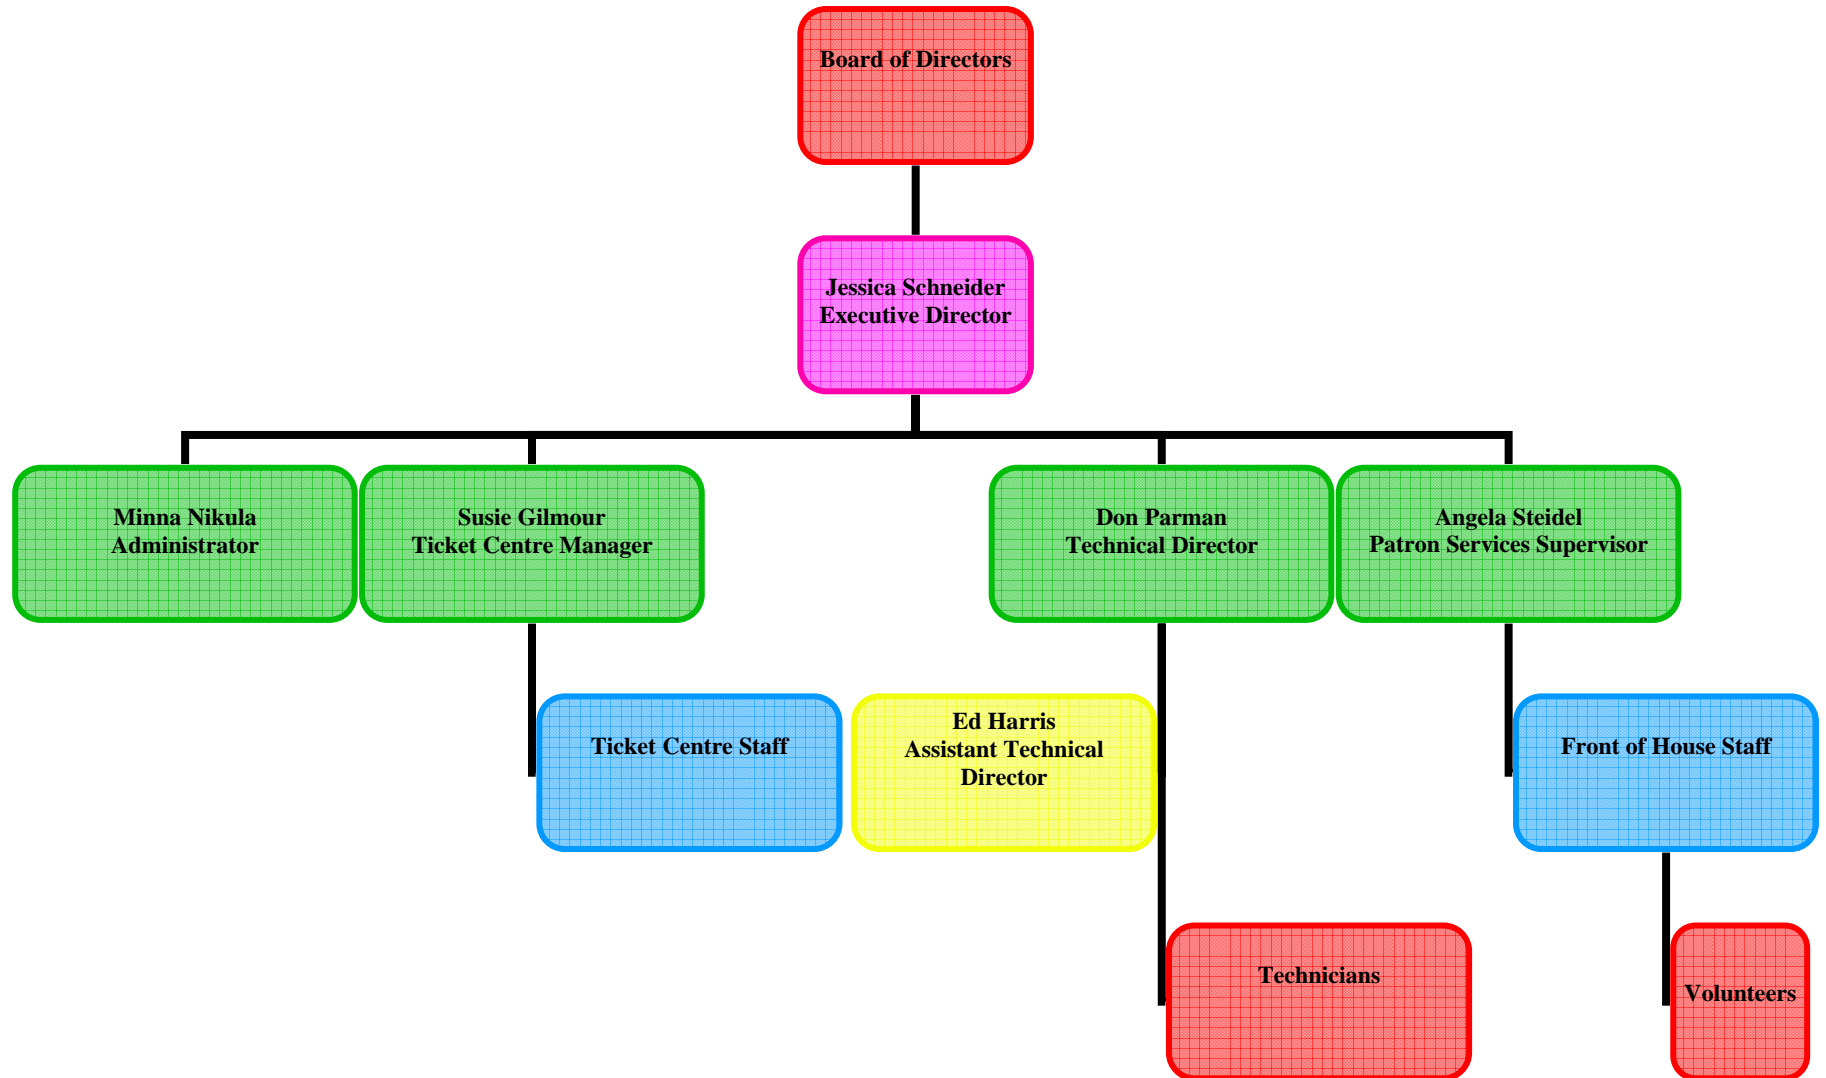 Board of Directors
Jessica Schneider
Executive Director
Minna Nikula
Administrator
Susie Gilmour
Ticket Centre Manager
Don Parman
Technical Director
Angela Steidel
Patron Services Supervisor
Ticket Centre Staff
Ed Harris
Assistant Technical
Director
Front of House Staff
Technicians
Volunteers